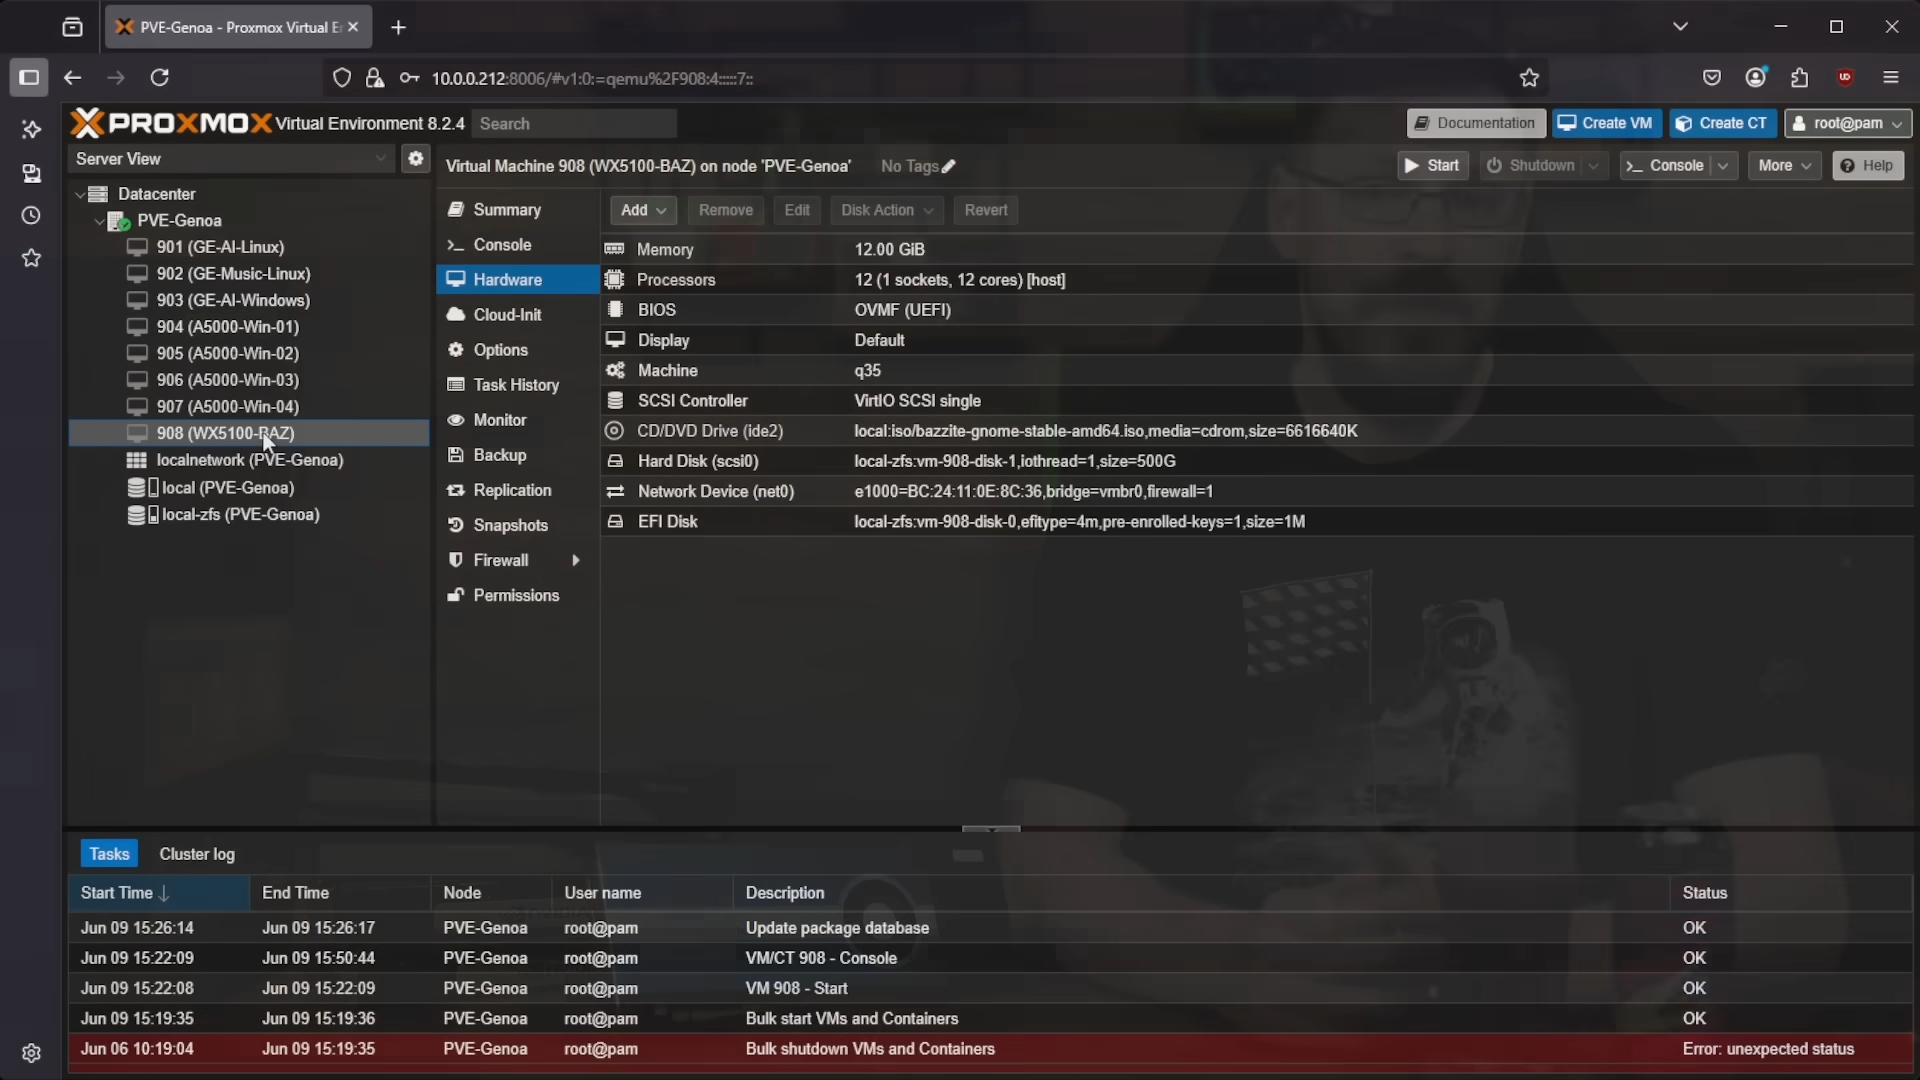 PVE-Genoa - Proxmox Virtual E
10.0.0.212:8006/#v1:0:=qemu%2F908:4:::::7::
PROXMOX Virtual Environment 8.2.4
Search
Documentation
Create VM
Create CT
root@pam
Server View
Virtual Machine 908 (WX5100-BAZ) on node 'PVE-Genoa'
No Tags
Start
Shutdown
Console
More
Help
Datacenter
PVE-Genoa
901 (GE-AI-Linux)
902 (GE-Music-Linux)
903 (GE-AI-Windows)
904 (A5000-Win-01)
905 (A5000-Win-02)
906 (A5000-Win-03)
907 (A5000-Win-04)
908 (WX5100-BAZ)
localnetwork (PVE-Genoa)
local (PVE-Genoa)
local-zfs (PVE-Genoa)
Summary
Console
Hardware
Cloud-Init
Options
Task History
Monitor
Backup
Replication
Snapshots
Firewall
Permissions
Add
Remove
Edit
Disk Action
Revert
Memory 12.00 GiB
Processors 12 (1 sockets, 12 cores) [host]
BIOS OVMF (UEFI)
Display Default
Machine q35
SCSI Controller VirtIO SCSI single
CD/DVD Drive (ide2) local:iso/bazzite-gnome-stable-amd64.iso,media=cdrom,size=6616640K
Hard Disk (scsi0) local-zfs:vm-908-disk-1,iothread=1,size=500G
Network Device (net0) e1000=BC:24:11:0E:8C:36,bridge=vmbr0,firewall=1
EFI Disk local-zfs:vm-908-disk-0,efitype=4m,pre-enrolled-keys=1,size=1M
Tasks
Cluster log
Start Time End Time Node User name Description Status
Jun 09 15:26:14 Jun 09 15:26:17 PVE-Genoa root@pam Update package database OK
Jun 09 15:22:09 Jun 09 15:50:44 PVE-Genoa root@pam VM/CT 908 - Console OK
Jun 09 15:22:08 Jun 09 15:22:09 PVE-Genoa root@pam VM 908 - Start OK
Jun 09 15:19:35 Jun 09 15:19:36 PVE-Genoa root@pam Bulk start VMs and Containers OK
Jun 06 10:19:04 Jun 09 15:19:35 PVE-Genoa root@pam Bulk shutdown VMs and Containers Error: unexpected status